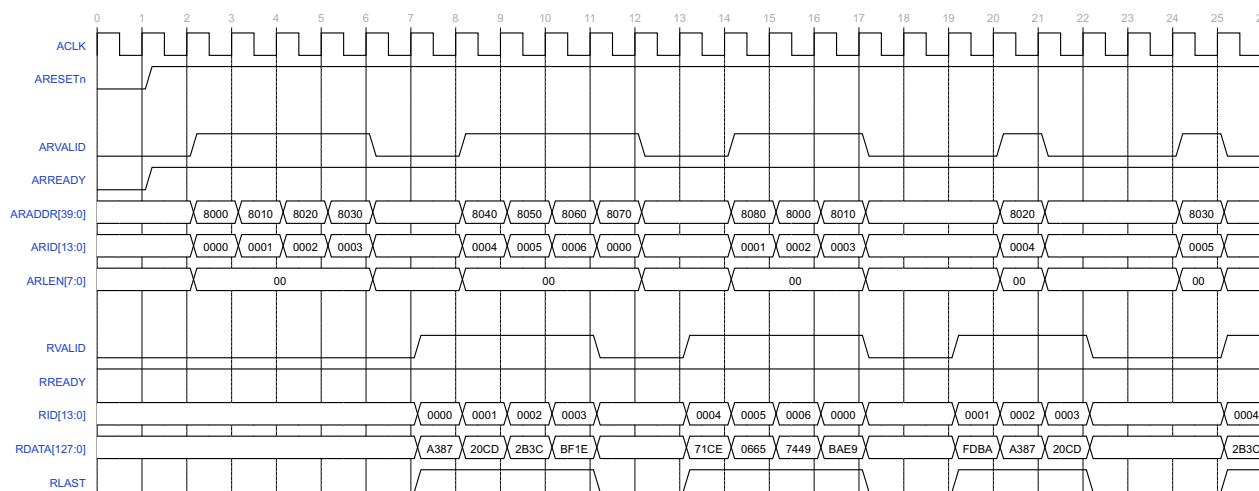 0 1 2 3 4 5 6 7 8 9 10 11 12 13 14 15 16 17 18 19 20 21 22 23 24 25
ACLK
ARESETn
ARVALID
ARREADY
ARADDR[39:0] 8000 8010 8020 8030 8040 8050 8060 8070 8080 8000 8010 8020 8030
ARID[13:0] 0000 0001 0002 0003 0004 0005 0006 0000 0001 0002 0003 0004 0005
ARLEN[7:0] 00 00 00 00 00
RVALID
RREADY
RID[13:0] 0000 0001 0002 0003 0004 0005 0006 0000 0001 0002 0003 0004
RDATA[127:0] A387 20CD 2B3C BF1E 71CE 0665 7449 BAE9 FDBA A387 20CD 2B3C
RLAST